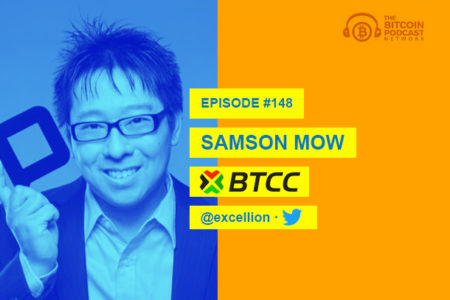 THE
BITCOIN
PODCAST
NETWORK
EPISODE #148
SAMSON MOW
BTCC
@excellion ·